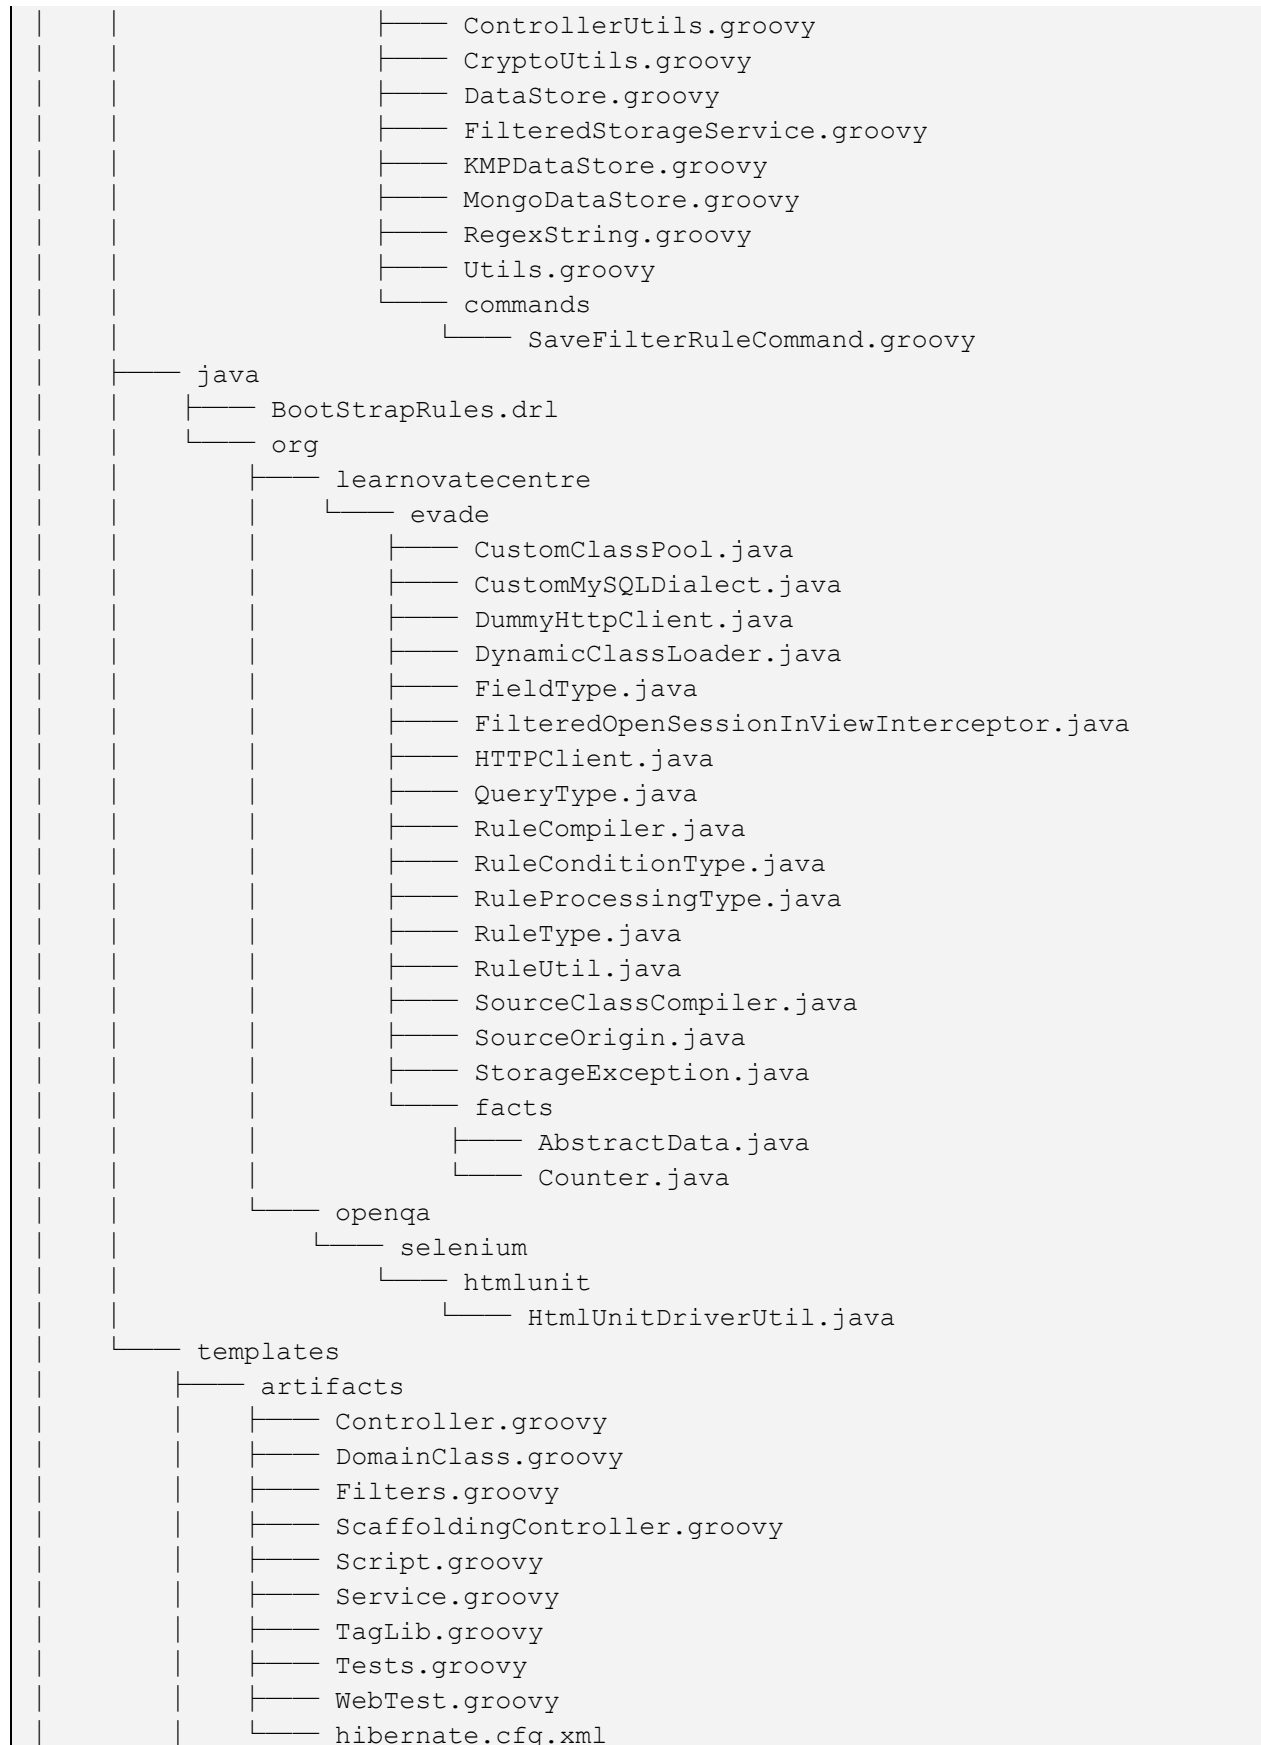 │ │ ├─── ControllerUtils.groovy
│ │ ├─── CryptoUtils.groovy
│ │ ├─── DataStore.groovy
│ │ ├─── FilteredStorageService.groovy
│ │ ├─── KMPDataStore.groovy
│ │ ├─── MongoDataStore.groovy
│ │ ├─── RegexString.groovy
│ │ ├─── Utils.groovy
│ │ └─── commands
│ │ └─── SaveFilterRuleCommand.groovy
│ ├─── java
│ │ ├─── BootStrapRules.drl
│ │ └─── org
│ │ ├─── learnovatecentre
│ │ │ └─── evade
│ │ │ ├─── CustomClassPool.java
│ │ │ ├─── CustomMySQLDialect.java
│ │ │ ├─── DummyHttpClient.java
│ │ │ ├─── DynamicClassLoader.java
│ │ │ ├─── FieldType.java
│ │ │ ├─── FilteredOpenSessionInViewInterceptor.java
│ │ │ ├─── HTTPClient.java
│ │ │ ├─── QueryType.java
│ │ │ ├─── RuleCompiler.java
│ │ │ ├─── RuleConditionType.java
│ │ │ ├─── RuleProcessingType.java
│ │ │ ├─── RuleType.java
│ │ │ ├─── RuleUtil.java
│ │ │ ├─── SourceClassCompiler.java
│ │ │ ├─── SourceOrigin.java
│ │ │ ├─── StorageException.java
│ │ │ └─── facts
│ │ │ ├─── AbstractData.java
│ │ │ └─── Counter.java
│ │ └─── openqa
│ │ └─── selenium
│ │ └─── htmlunit
│ │ └─── HtmlUnitDriverUtil.java
│ └─── templates
│ ├─── artifacts
│ │ ├─── Controller.groovy
│ │ ├─── DomainClass.groovy
│ │ ├─── Filters.groovy
│ │ ├─── ScaffoldingController.groovy
│ │ ├─── Script.groovy
│ │ ├─── Service.groovy
│ │ ├─── TagLib.groovy
│ │ ├─── Tests.groovy
│ │ ├─── WebTest.groovy
│ │ └─── hibernate.cfg.xml